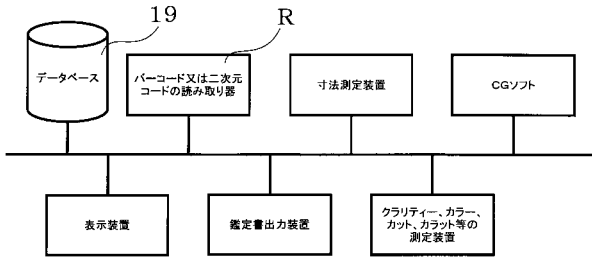 19
R
データベース
バーコード又は二次元
コードの読み取り器
寸法測定装置
CGソフト
表示装置
鑑定書出力装置
クラリティー、カラー、
カット、カラット等の
測定装置